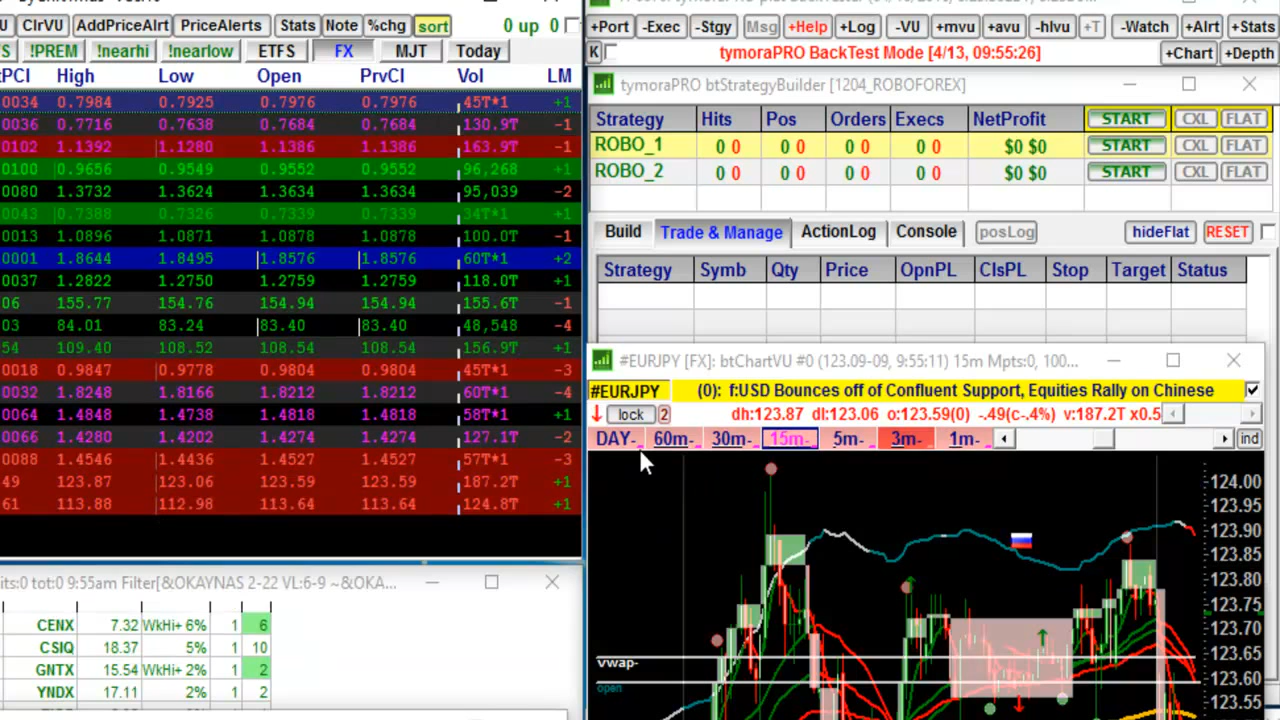 ClrVU AddPriceAlrt PriceAlerts Stats Note %chg sort 0 up 0
!PREM !nearhi !nearlow ETFS FX MJT Today
PCI High Low Open PrvCl Vol LM
0034 0.7984 0.7925 0.7976 0.7976 45T*1 +1
0036 0.7716 0.7638 0.7684 0.7684 130.9T -1
0102 1.1392 1.1280 1.1386 1.1386 163.9T -1
0100 0.9656 0.9549 0.9552 0.9552 96,268 +1
0080 1.3732 1.3624 1.3634 1.3634 95,039 -2
0043 0.7388 0.7326 0.7339 0.7339 34T*1 +1
0013 1.0896 1.0871 1.0878 1.0878 100.0T -1
0001 1.8644 1.8495 1.8576 1.8576 60T*1 +2
0037 1.2822 1.2750 1.2759 1.2759 118.0T +1
06 155.77 154.76 154.94 154.94 155.6T -1
03 84.01 83.24 83.40 83.40 48,548 -4
54 109.40 108.52 108.54 108.54 156.9T +1
0018 0.9847 0.9778 0.9804 0.9804 45T*1 -3
0032 1.8248 1.8166 1.8212 1.8212 60T*1 -4
0064 1.4848 1.4738 1.4818 1.4818 58T*1 +1
0066 1.4280 1.4202 1.4274 1.4274 127.1T -2
0088 1.4546 1.4436 1.4527 1.4527 57T*1 -3
49 123.87 123.06 123.59 123.59 187.2T +1
61 113.88 112.98 113.64 113.64 124.8T +1
its:0 tot:0 9:55am Filter[&OKAYNAS 2-22 VL:6-9 ~&OKA...
CENX 7.32 WkHi+ 6% 1 6
CSIQ 18.37 5% 1 10
GNTX 15.54 WkHi+ 2% 1 2
YNDX 17.11 2% 1 2
+Port -Exec -Stgy Msg +Help +Log -VU +mvu +avu -hlvu +T -Watch +Alrt +Stats
K tymoraPRO BackTest Mode [4/13, 09:55:26] +Chart +Depth
tymoraPRO btStrategyBuilder [1204_ROBOFOREX]
Strategy Hits Pos Orders Execs NetProfit START CXL FLAT
ROBO_1 0 0 0 0 0 0 0 0 $0 $0 START CXL FLAT
ROBO_2 0 0 0 0 0 0 0 0 $0 $0 START CXL FLAT
Build Trade & Manage ActionLog Console posLog hideFlat RESET
Strategy Symb Qty Price OpnPL ClsPL Stop Target Status
#EURJPY [FX]: btChartVU #0 (123.09-09, 9:55:11) 15m Mpts:0, 100...
#EURJPY (0): f:USD Bounces off of Confluent Support, Equities Rally on Chinese
lock 2 dh:123.87 dl:123.06 o:123.59(0) -.49(c-.4%) v:187.2T x0.5
DAY- 60m- 30m- 15m- 5m- 3m- 1m- ind
124.00
123.95
123.90
123.85
123.80
123.75
123.70
vwap- 123.65
open 123.60
123.55